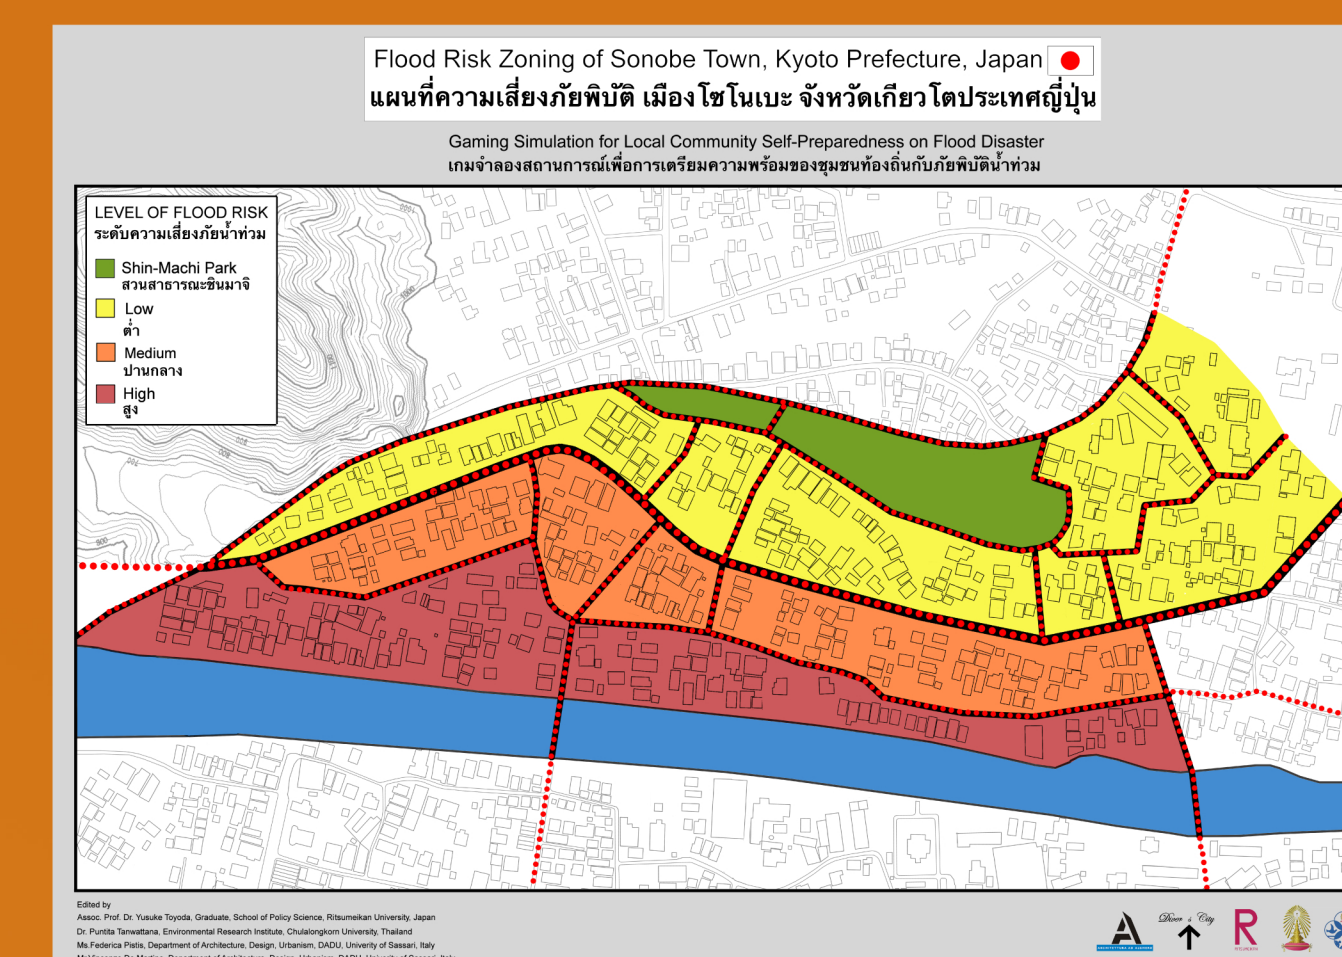 Flood Risk Zoning of Sonobe Town, Kyoto Prefecture, Japan
แผนที่ความเสี่ยงภัยพิบัติ เมืองโซโนเบะ จังหวัดเกียวโตประเทศญี่ปุ่น
Gaming Simulation for Local Community Self-Preparedness on Flood Disaster
เกมจำลองสถานการณ์เพื่อการเตรียมความพร้อมของชุมชนท้องถิ่นกับภัยพิบัติน้ำท่วม
LEVEL OF FLOOD RISK
ระดับความเสี่ยงภัยน้ำท่วม
Shin-Machi Park
สวนสาธารณะชินมาจิ
Low
ต่ำ
Medium
ปานกลาง
High
สูง
Edited by
Assoc. Prof. Dr. Yusuke Toyoda, Graduate, School of Policy Science, Ritsumeikan University, Japan
Dr. Puntita Tanwattana, Environmental Research Institute, Chulalongkorn University, Thailand
Ms.Federica Pistis, Department of Architecture, Design, Urbanism, DADU, Univerity of Sassari, Italy